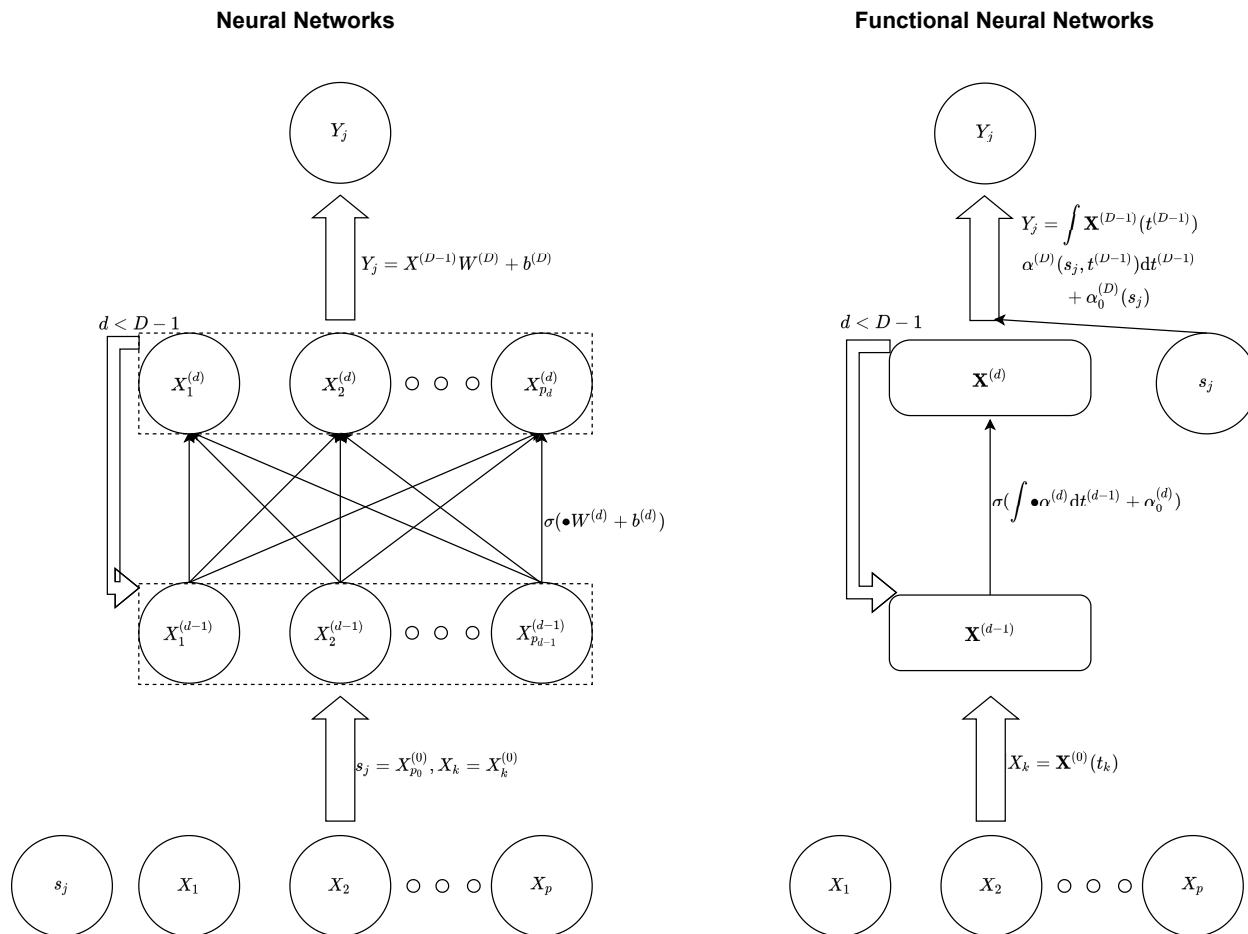 Neural Networks
Functional Neural Networks
Y_j
Y_j
Y_j = X^{(D-1)} W^{(D)} + b^{(D)}
Y_j = ∫ 𝐗^{(D-1)}(t^{(D-1)})
α^{(D)}(s_j, t^{(D-1)})dt^{(D-1)}
+ α_0^{(D)}(s_j)
d < D − 1
d < D − 1
X_1^{(d)}
X_2^{(d)}
X_{p_d}^{(d)}
𝐗^{(d)}
s_j
σ(•W^{(d)} + b^{(d)})
σ(∫ •α^{(d)} dt^{(d-1)} + α_0^{(d)})
X_1^{(d-1)}
X_2^{(d-1)}
X_{p_{d-1}}^{(d-1)}
𝐗^{(d-1)}
s_j = X_{p_0}^{(0)}, X_k = X_k^{(0)}
X_k = 𝐗^{(0)}(t_k)
s_j
X_1
X_2
X_p
X_1
X_2
X_p